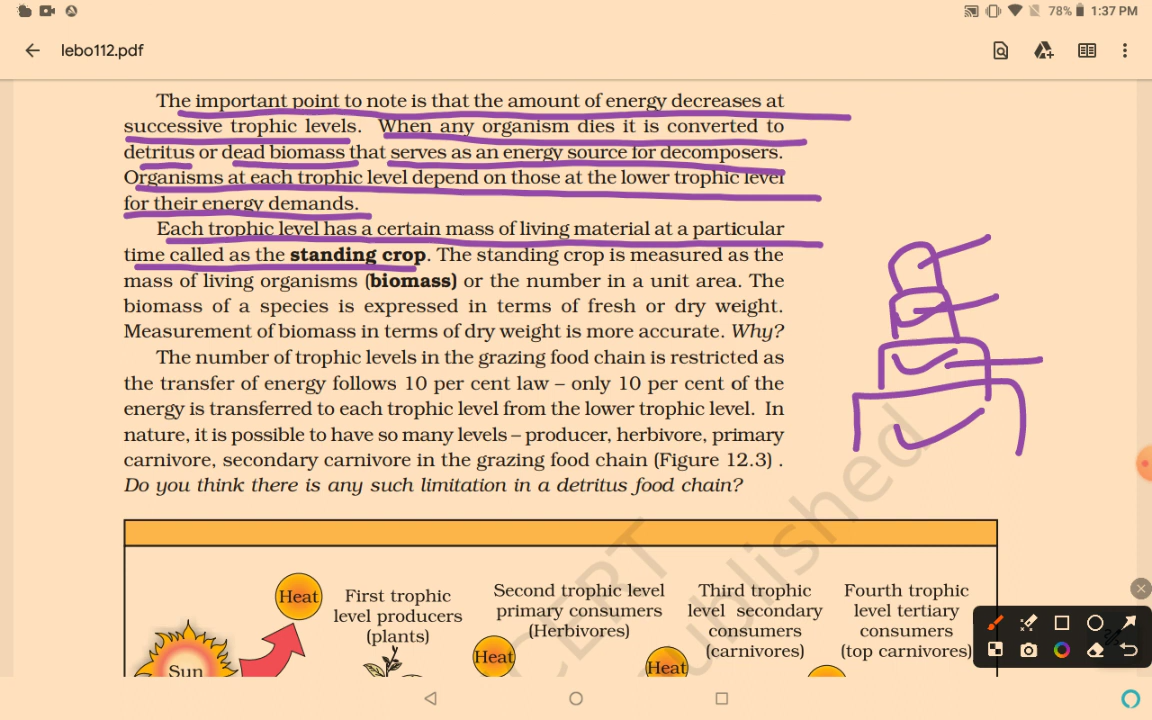 78% 1:37 PM
lebo112.pdf
The important point to note is that the amount of energy decreases at
successive trophic levels. When any organism dies it is converted to
detritus or dead biomass that serves as an energy source for decomposers.
Organisms at each trophic level depend on those at the lower trophic level
for their energy demands.
Each trophic level has a certain mass of living material at a particular
time called as the standing crop. The standing crop is measured as the
mass of living organisms (biomass) or the number in a unit area. The
biomass of a species is expressed in terms of fresh or dry weight.
Measurement of biomass in terms of dry weight is more accurate. Why?
The number of trophic levels in the grazing food chain is restricted as
the transfer of energy follows 10 per cent law – only 10 per cent of the
energy is transferred to each trophic level from the lower trophic level. In
nature, it is possible to have so many levels – producer, herbivore, primary
carnivore, secondary carnivore in the grazing food chain (Figure 12.3) .
Do you think there is any such limitation in a detritus food chain?
Heat
First trophic
level producers
(plants)
Second trophic level
primary consumers
(Herbivores)
Third trophic
level secondary
consumers
(carnivores)
Fourth trophic
level tertiary
consumers
(top carnivores)
Sun
Heat
Heat
CERT
ublished